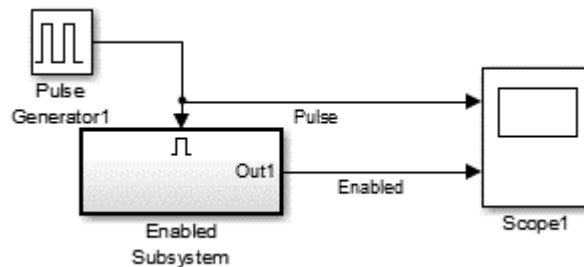 Pulse
Generator1
Pulse
Out1
Enabled
Enabled
Subsystem
Scope1